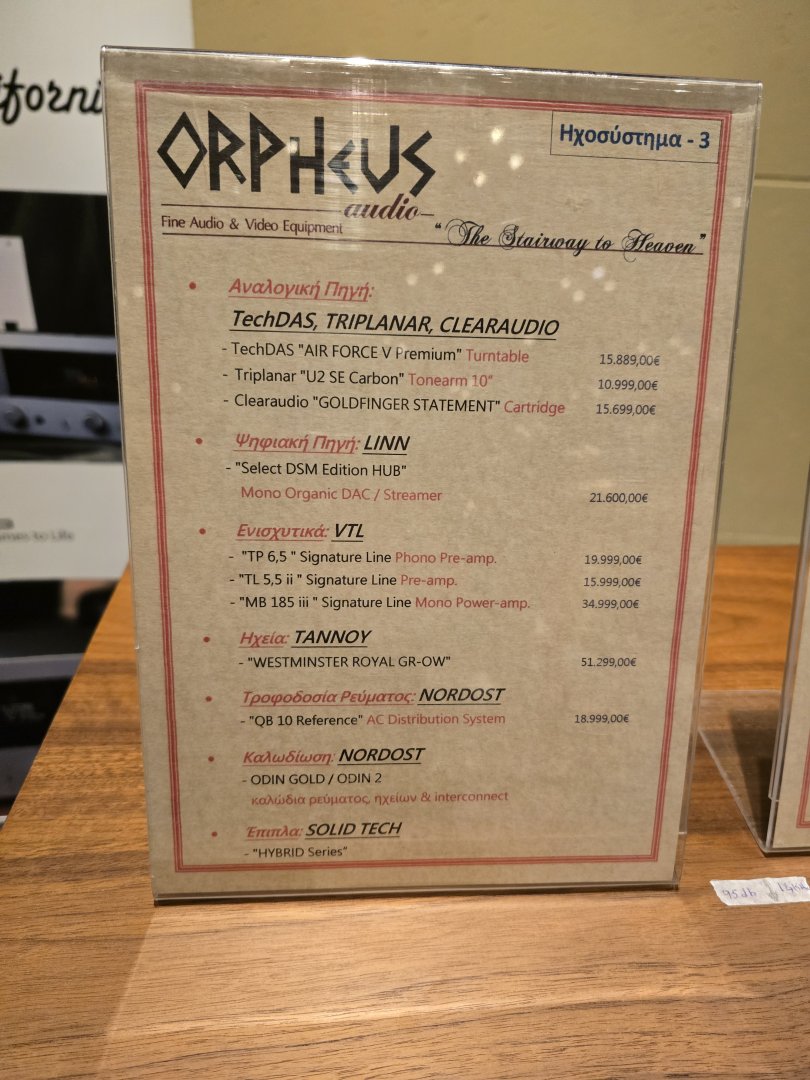 ORPHEUS
audio
Fine Audio & Video Equipment
Ηχοσύστημα - 3
"The Stairway to Heaven"
• Αναλογική Πηγή:
TechDAS, TRIPLANAR, CLEARAUDIO
- TechDAS "AIR FORCE V Premium" Turntable 15.889,00€
- Triplanar "U2 SE Carbon" Tonearm 10" 10.999,00€
- Clearaudio "GOLDFINGER STATEMENT" Cartridge 15.699,00€
• Ψηφιακή Πηγή: LINN
- "Select DSM Edition HUB"
Mono Organic DAC / Streamer 21.600,00€
• Ενισχυτικά: VTL
- "TP 6,5 " Signature Line Phono Pre-amp. 19.999,00€
- "TL 5,5 ii " Signature Line Pre-amp. 15.999,00€
- "MB 185 iii " Signature Line Mono Power-amp. 34.999,00€
• Ηχεία: TANNOY
- "WESTMINSTER ROYAL GR-OW" 51.299,00€
• Τροφοδοσία Ρεύματος: NORDOST
- "QB 10 Reference" AC Distribution System 18.999,00€
• Καλωδίωση: NORDOST
- ODIN GOLD / ODIN 2
καλώδια ρεύματος, ηχείων & interconnect
• Έπιπλα: SOLID TECH
- "HYBRID Series"
iforni
to Life
95dh